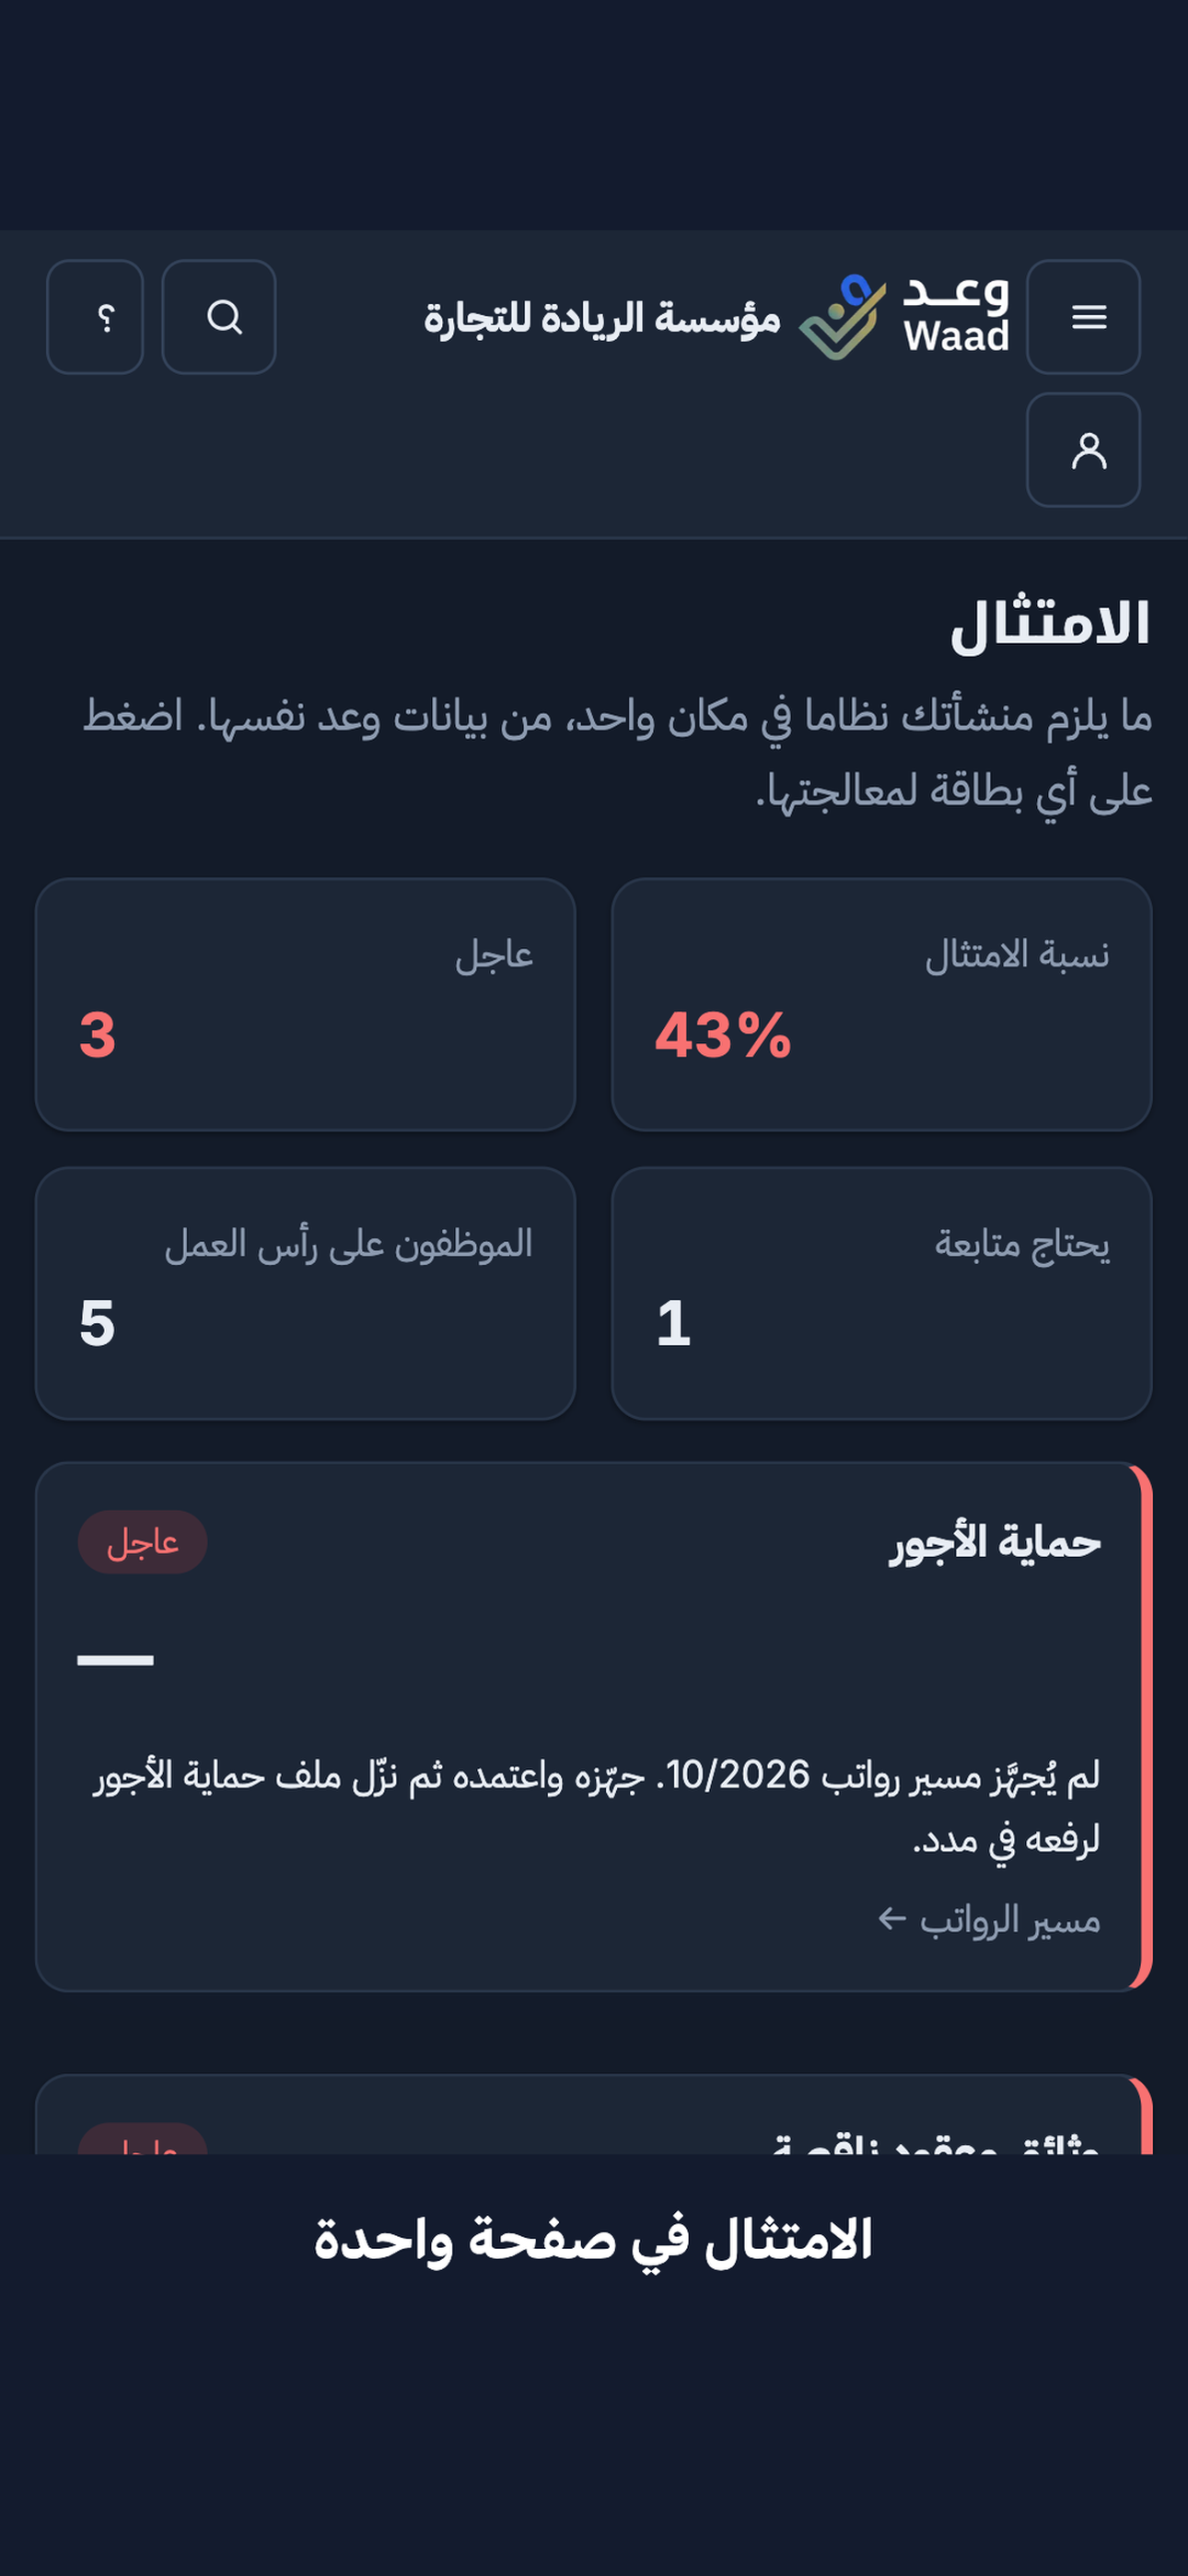 وعد
Waad
مؤسسة الريادة للتجارة
؟
الامتثال
ما يلزم منشأتك نظاما في مكان واحد، من بيانات وعد نفسها. اضغط
على أي بطاقة لمعالجتها.
نسبة الامتثال
43%
عاجل
3
يحتاج متابعة
1
الموظفون على رأس العمل
5
حماية الأجور
عاجل
—
لم يُجهَّز مسير رواتب 10/2026. جهّزه واعتمده ثم نزّل ملف حماية الأجور
لرفعه في مدد.
مسير الرواتب ←
الامتثال في صفحة واحدة